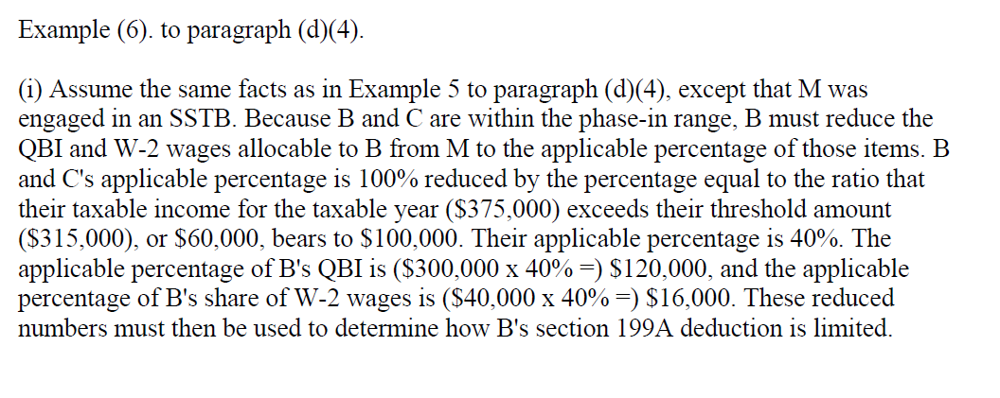 Example (6). to paragraph (d)(4).
(i) Assume the same facts as in Example 5 to paragraph (d)(4), except that M was
engaged in an SSTB. Because B and C are within the phase-in range, B must reduce the
QBI and W-2 wages allocable to B from M to the applicable percentage of those items. B
and C's applicable percentage is 100% reduced by the percentage equal to the ratio that
their taxable income for the taxable year ($375,000) exceeds their threshold amount
($315,000), or $60,000, bears to $100,000. Their applicable percentage is 40%. The
applicable percentage of B's QBI is ($300,000 x 40% =) $120,000, and the applicable
percentage of B's share of W-2 wages is ($40,000 x 40% =) $16,000. These reduced
numbers must then be used to determine how B's section 199A deduction is limited.